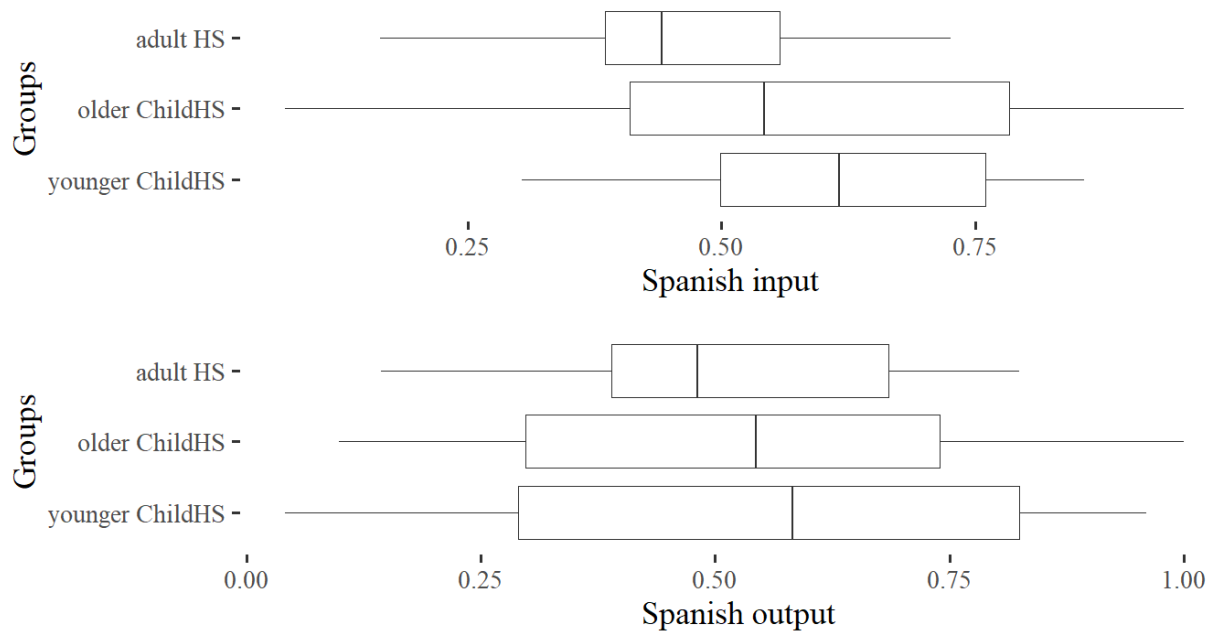 Groups
adult HS
older ChildHS
younger ChildHS
0.25 0.50 0.75
Spanish input
Groups
adult HS
older ChildHS
younger ChildHS
0.00 0.25 0.50 0.75 1.00
Spanish output